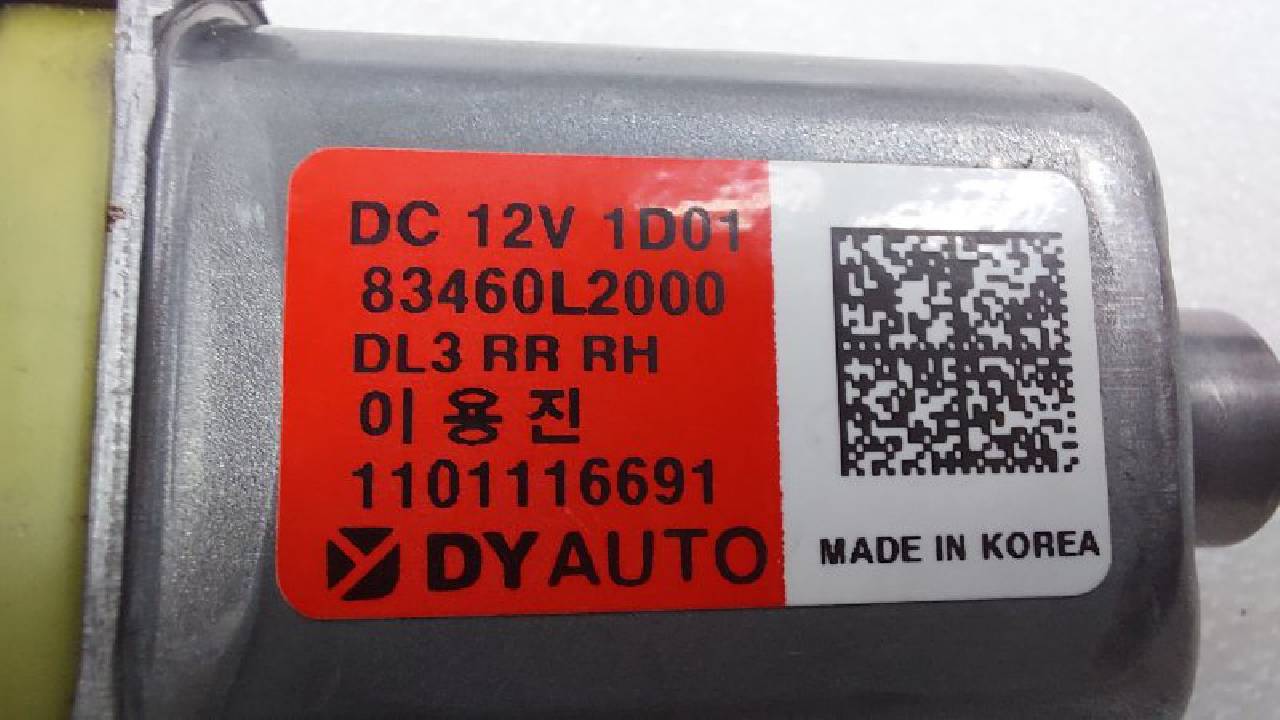 DC 12V 1D01
83460L2000
DL3 RR RH
이 용 진
1101116691
DYAUTO
MADE IN KOREA